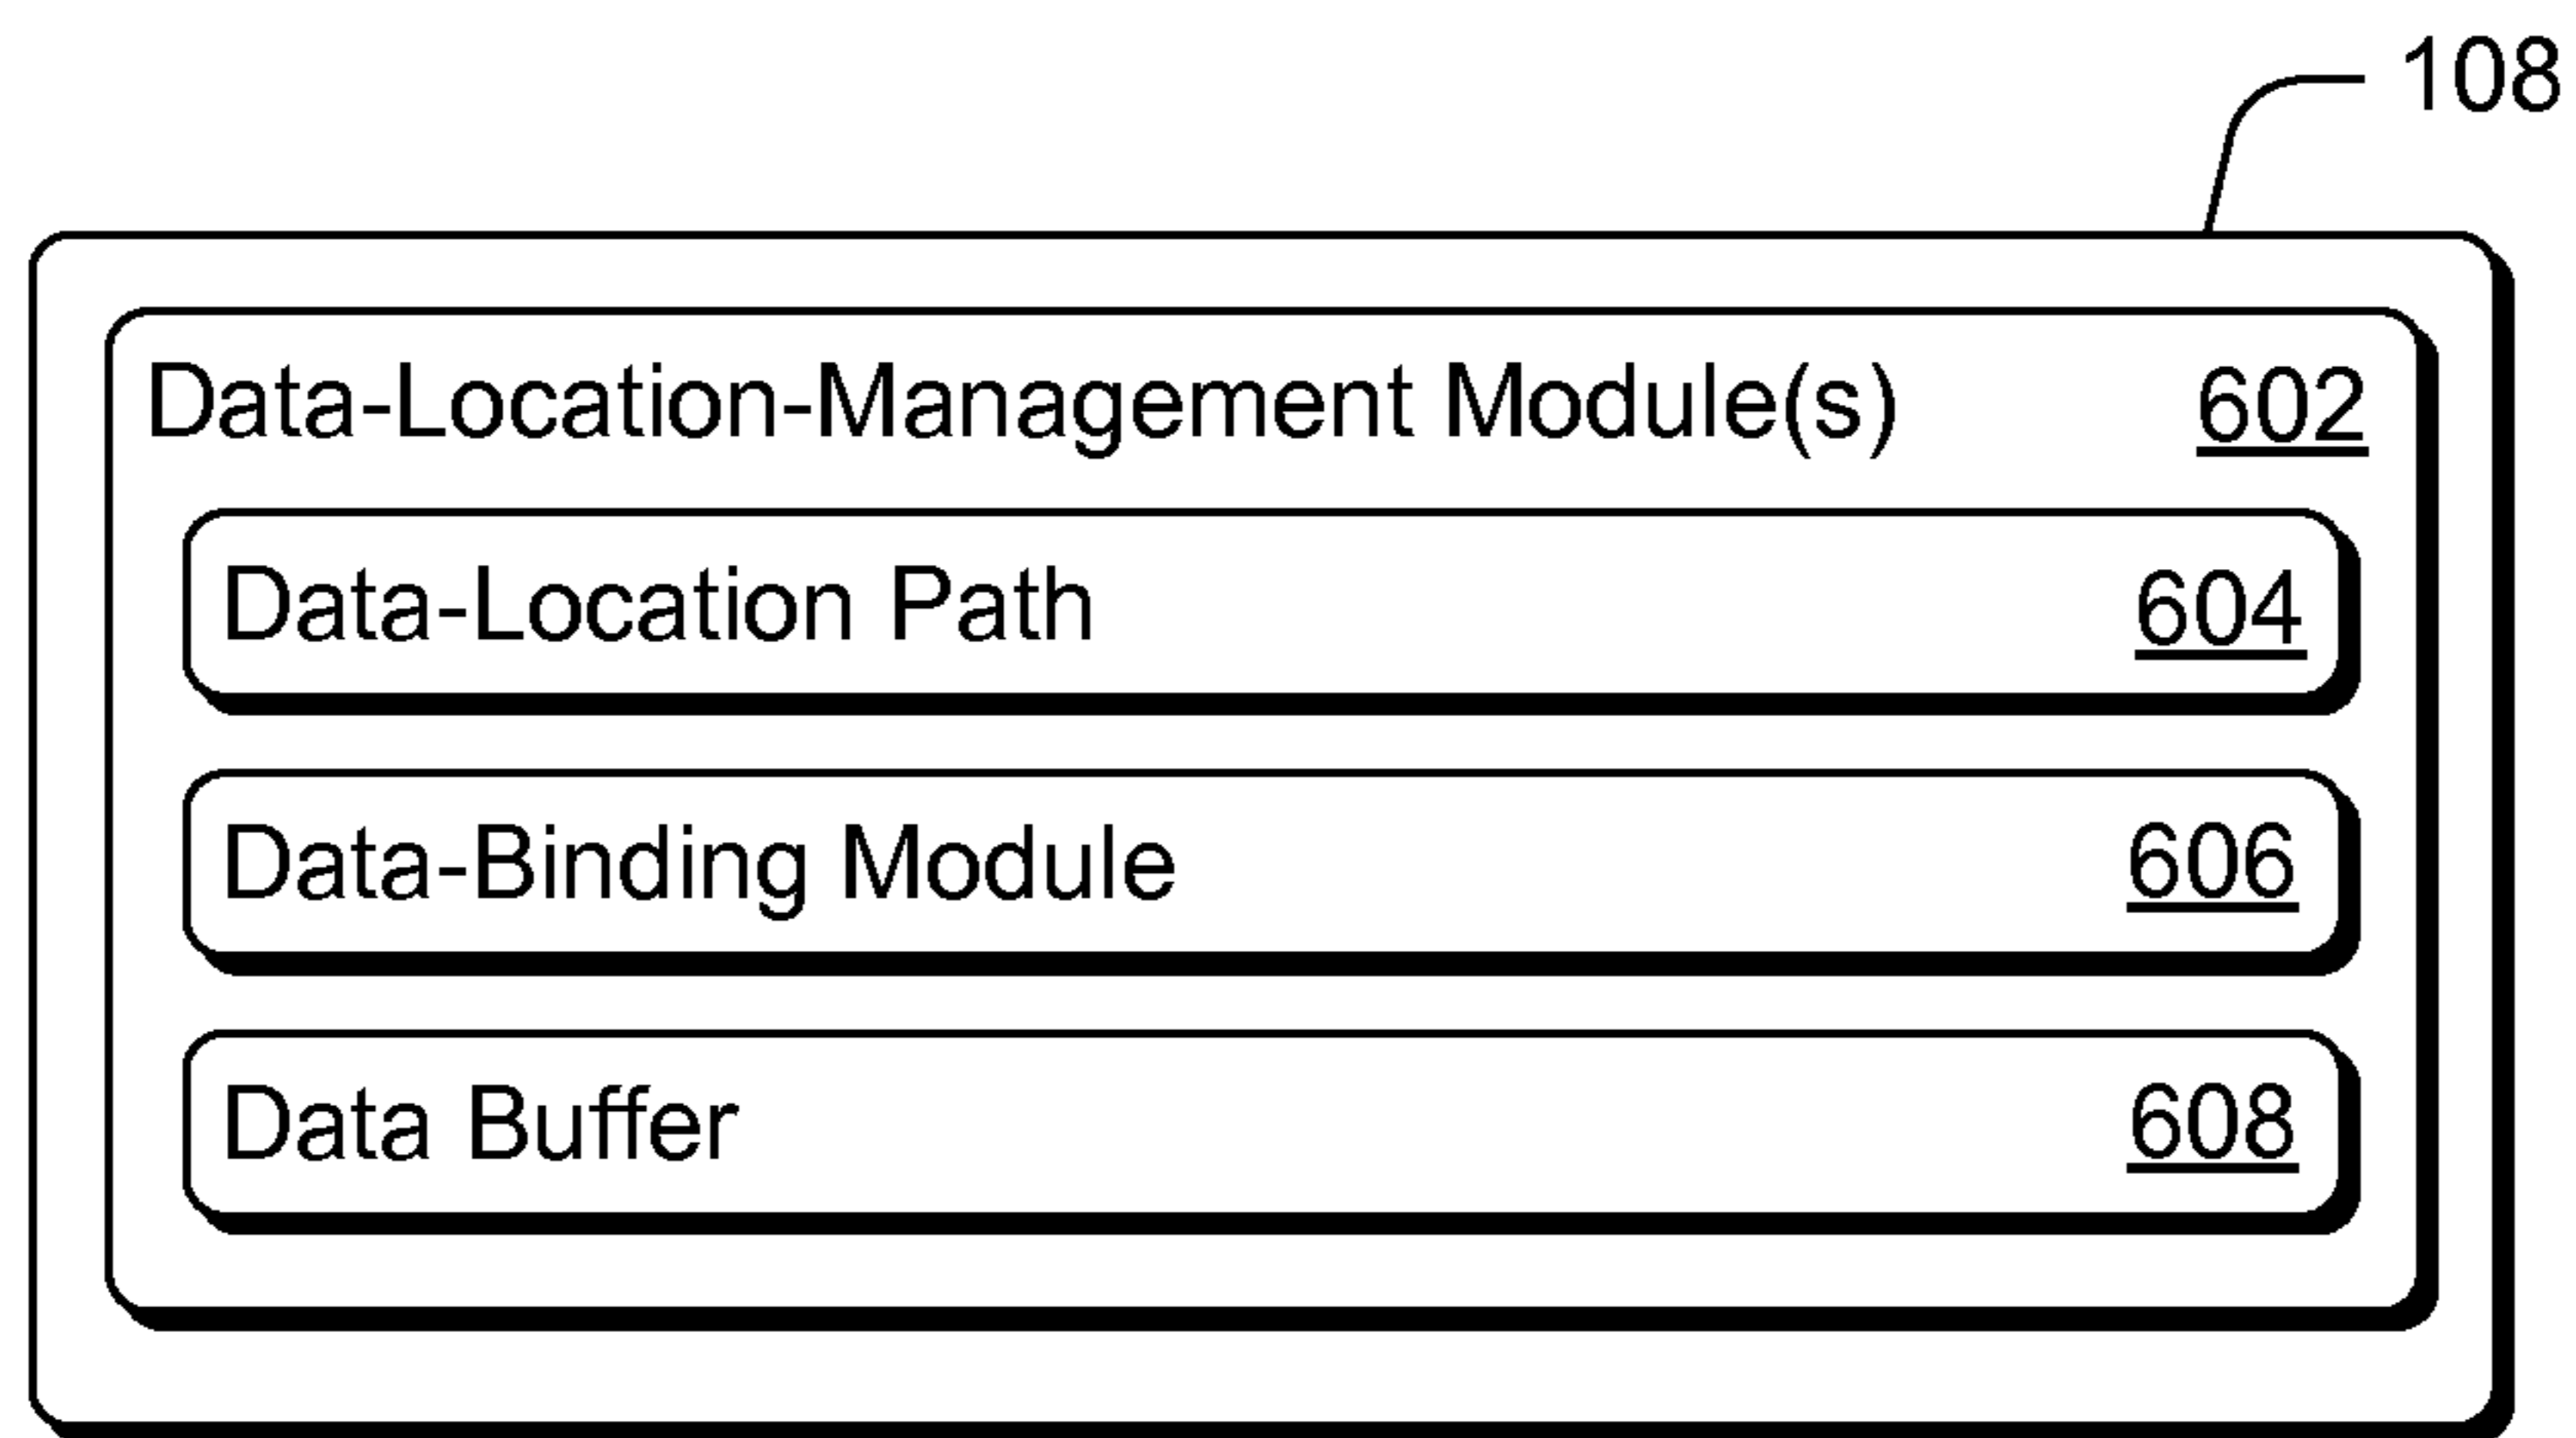 108
Data-Location-Management Module(s) 602
Data-Location Path 604
Data-Binding Module 606
Data Buffer 608